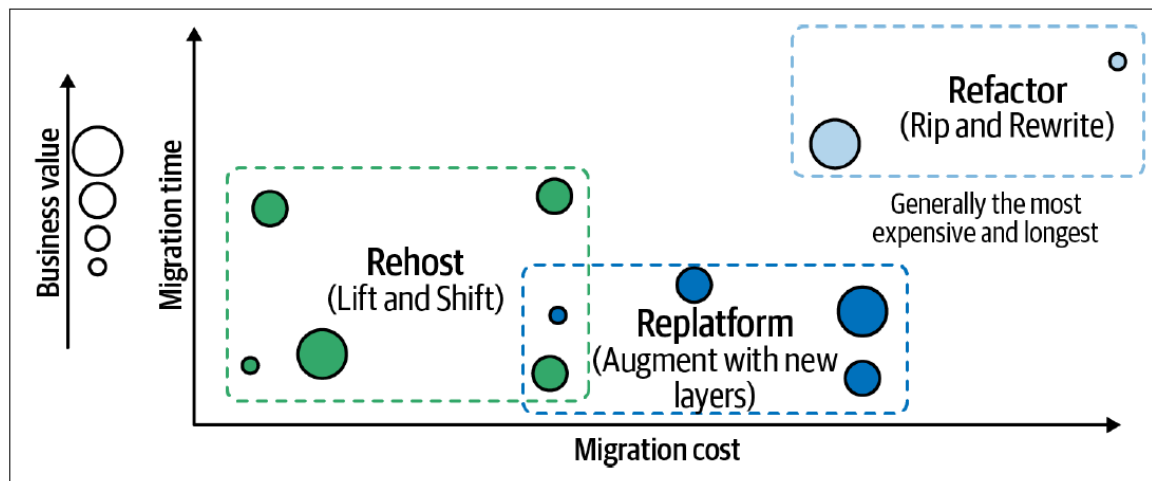 Business value
Migration time
Refactor
(Rip and Rewrite)
Generally the most
expensive and longest
Rehost
(Lift and Shift)
Replatform
(Augment with new
layers)
Migration cost